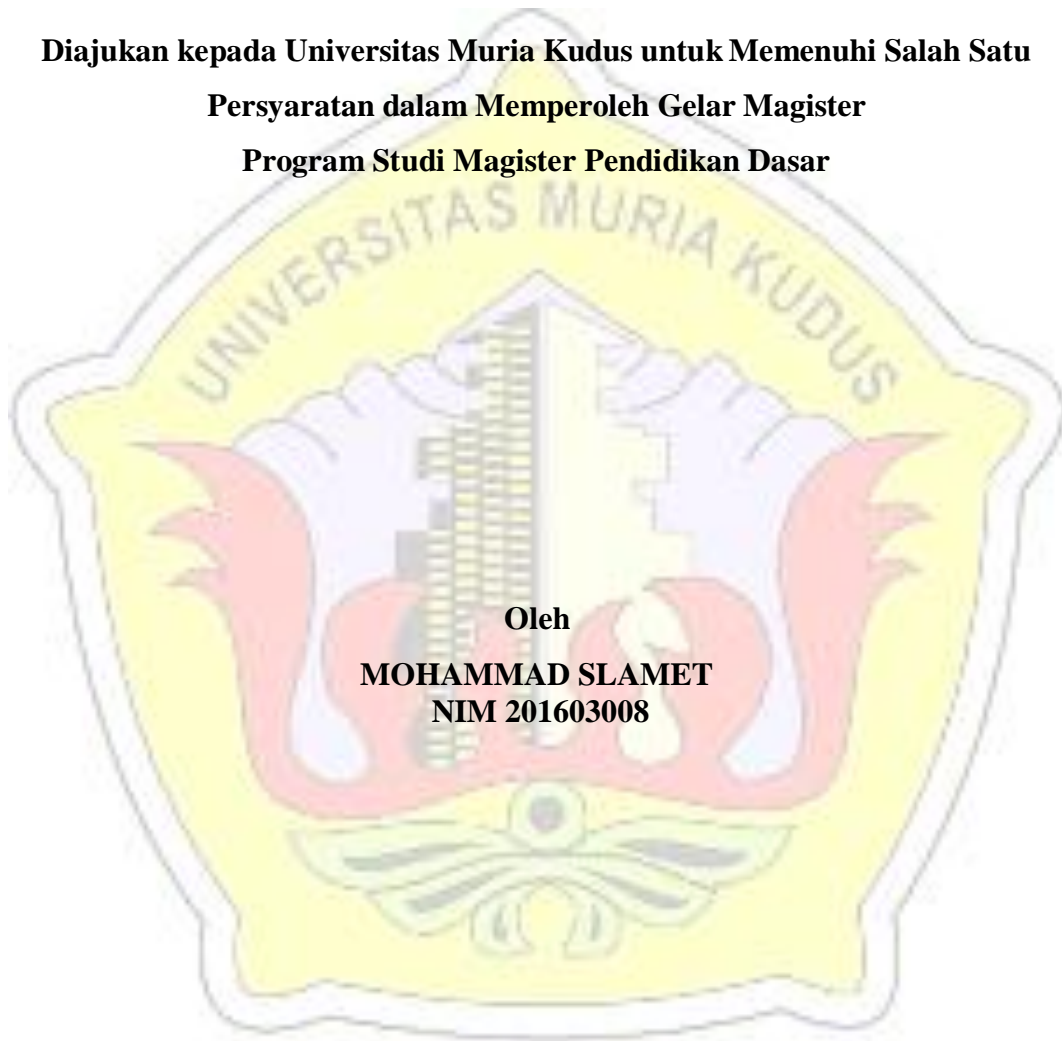 Diajukan kepada Universitas Muria Kudus untuk Memenuhi Salah Satu
Persyaratan dalam Memperoleh Gelar Magister
Program Studi Magister Pendidikan Dasar
UNIVERSITAS MURIA KUDUS
Oleh
MOHAMMAD SLAMET
NIM 201603008